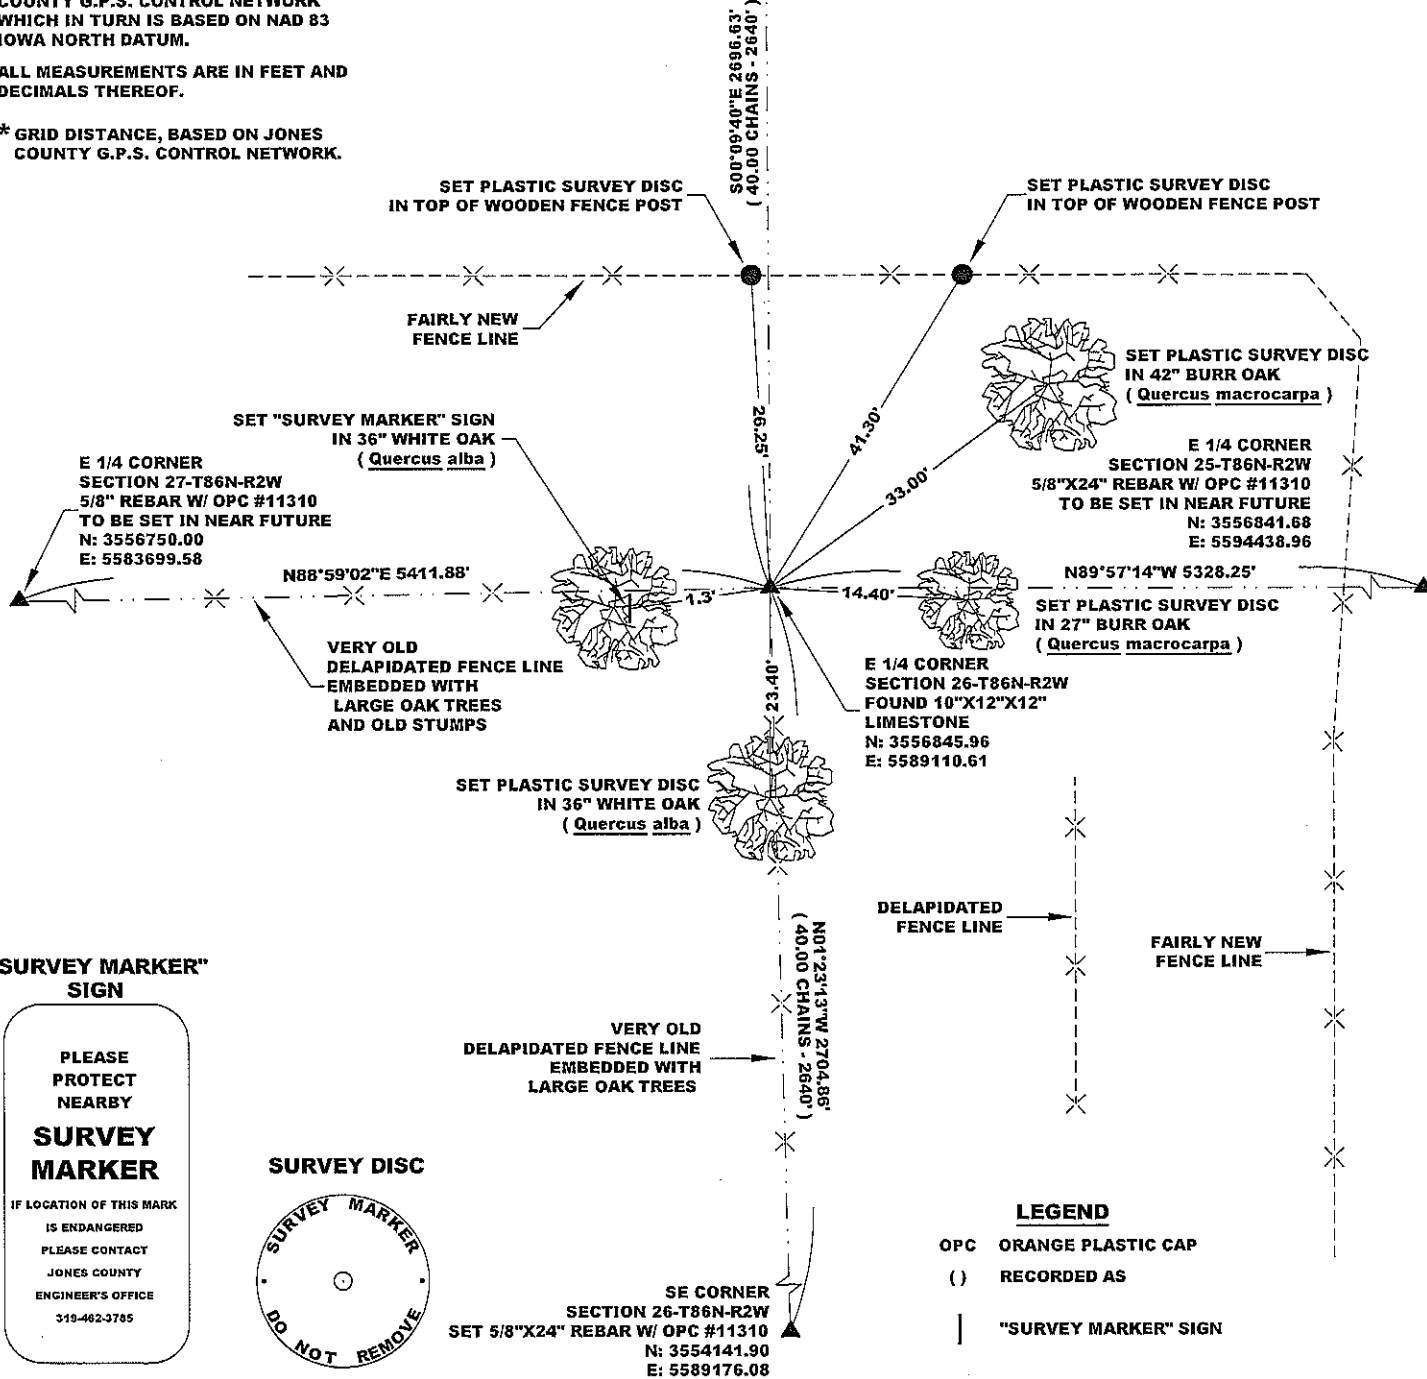 COUNTY G.P.S. CONTROL NETWORK
WHICH IN TURN IS BASED ON NAD 83
IOWA NORTH DATUM.
ALL MEASUREMENTS ARE IN FEET AND
DECIMALS THEREOF.
* GRID DISTANCE, BASED ON JONES
COUNTY G.P.S. CONTROL NETWORK.
S00°09'40"E 2696.63'
( 40.00 CHAINS - 2640' )
SET PLASTIC SURVEY DISC
IN TOP OF WOODEN FENCE POST
SET PLASTIC SURVEY DISC
IN TOP OF WOODEN FENCE POST
FAIRLY NEW
FENCE LINE
SET PLASTIC SURVEY DISC
IN 42" BURR OAK
( Quercus macrocarpa )
26.25'
41.30'
33.00'
SET "SURVEY MARKER" SIGN
IN 36" WHITE OAK
( Quercus alba )
E 1/4 CORNER
SECTION 27-T86N-R2W
5/8" REBAR W/ OPC #11310
TO BE SET IN NEAR FUTURE
N: 3556750.00
E: 5583699.58
E 1/4 CORNER
SECTION 25-T86N-R2W
5/8"X24" REBAR W/ OPC #11310
TO BE SET IN NEAR FUTURE
N: 3556841.68
E: 5594438.96
N88°59'02"E 5411.88'
1.3'
14.40'
N89°57'14"W 5328.25'
SET PLASTIC SURVEY DISC
IN 27" BURR OAK
( Quercus macrocarpa )
VERY OLD
DELAPIDATED FENCE LINE
EMBEDDED WITH
LARGE OAK TREES
AND OLD STUMPS
23.40'
E 1/4 CORNER
SECTION 26-T86N-R2W
FOUND 10"X12"X12"
LIMESTONE
N: 3556845.96
E: 5589110.61
SET PLASTIC SURVEY DISC
IN 36" WHITE OAK
( Quercus alba )
DELAPIDATED
FENCE LINE
FAIRLY NEW
FENCE LINE
N01°23'13"W 2704.86'
( 40.00 CHAINS - 2640' )
VERY OLD
DELAPIDATED FENCE LINE
EMBEDDED WITH
LARGE OAK TREES
SURVEY MARKER"
SIGN
PLEASE
PROTECT
NEARBY
SURVEY
MARKER
IF LOCATION OF THIS MARK
IS ENDANGERED
PLEASE CONTACT
JONES COUNTY
ENGINEER'S OFFICE
319-462-3785
SURVEY DISC
SURVEY MARKER
DO NOT REMOVE
SE CORNER
SECTION 26-T86N-R2W
SET 5/8"X24" REBAR W/ OPC #11310
N: 3554141.90
E: 5589176.08
LEGEND
OPC ORANGE PLASTIC CAP
( ) RECORDED AS
| "SURVEY MARKER" SIGN